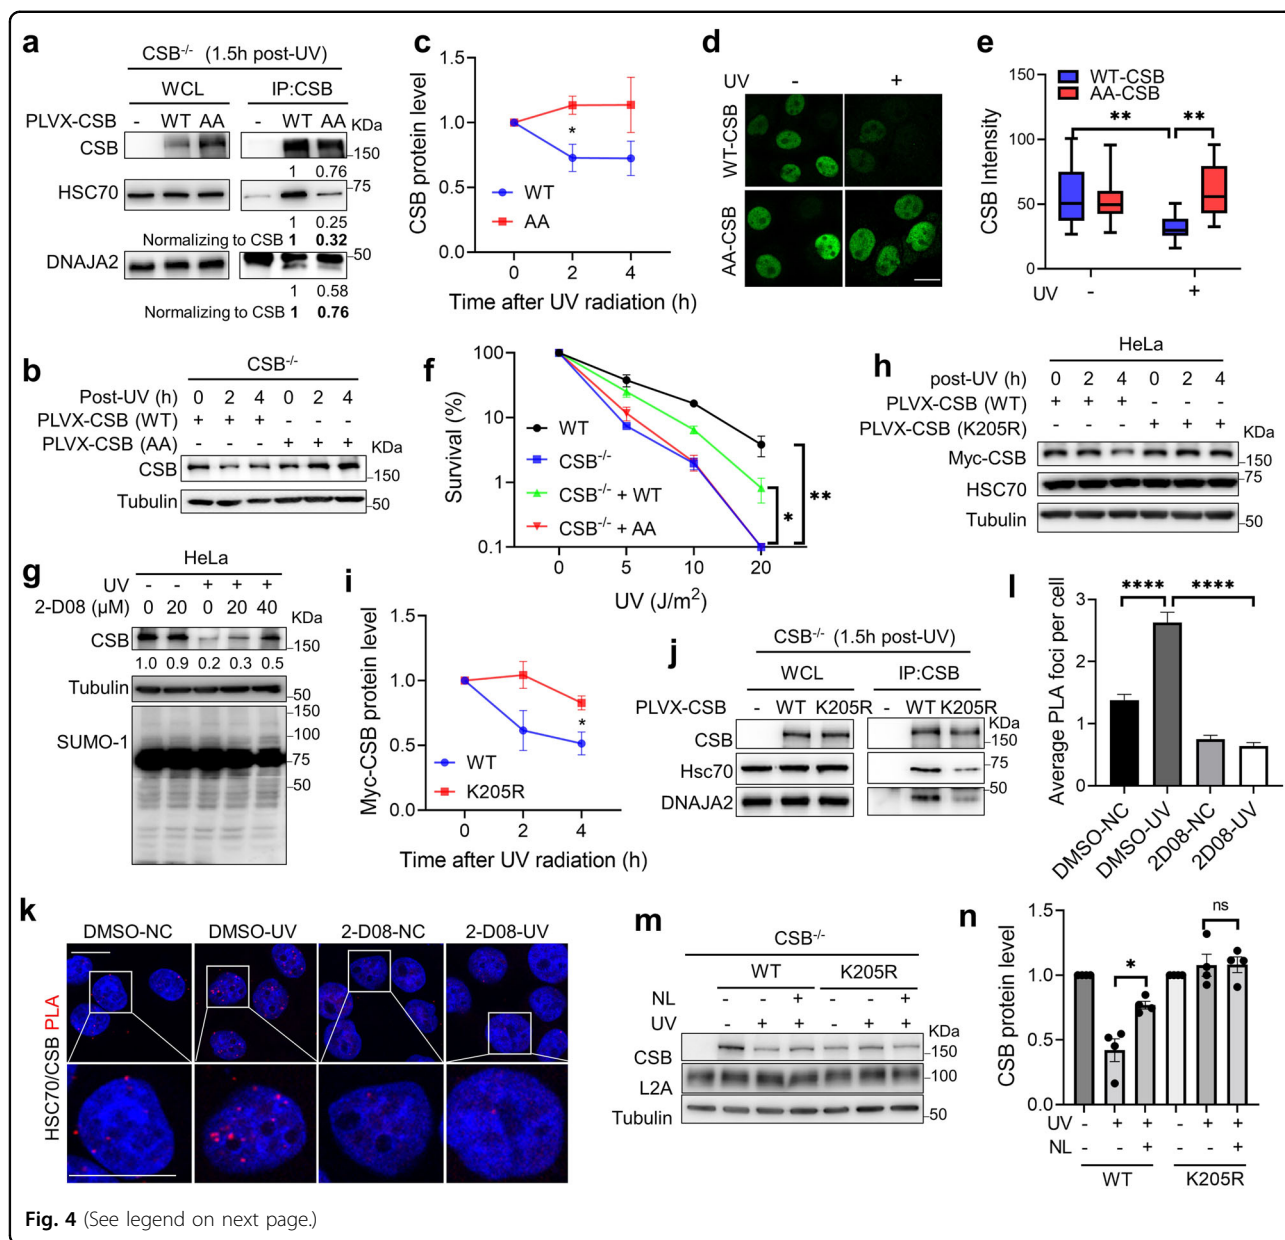 a
CSB-/- (1.5h post-UV)
WCL IP:CSB
PLVX-CSB - WT AA - WT AA KDa
CSB 150
1 0.76
HSC70 75
1 0.25
Normalizing to CSB 1 0.32
DNAJA2 50
1 0.58
Normalizing to CSB 1 0.76
b
CSB-/-
Post-UV (h) 0 2 4 0 2 4
PLVX-CSB (WT) + + + - - -
PLVX-CSB (AA) - - - + + + KDa
CSB 150
Tubulin 50
c
CSB protein level
1.5
1.0
0.5
0.0
*
WT
AA
0 2 4
Time after UV radiation (h)
d
UV - +
WT-CSB
AA-CSB
e
CSB Intensity
150
100
50
0
WT-CSB
AA-CSB
** **
UV - +
f
Survival (%)
100
10
1
0.1
WT
CSB-/-
CSB-/- + WT
CSB-/- + AA
* **
0 5 10 20
UV (J/m²)
g
HeLa
UV - - + + +
2-D08 (µM) 0 20 0 20 40 KDa
CSB 150
1.0 0.9 0.2 0.3 0.5
Tubulin 50
150
100
SUMO-1 75
50
h
HeLa
post-UV (h) 0 2 4 0 2 4
PLVX-CSB (WT) + + + - - -
PLVX-CSB (K205R) - - - + + + KDa
Myc-CSB 150
HSC70 75
Tubulin 50
i
Myc-CSB protein level
1.5
1.0
0.5
0.0
*
WT
K205R
0 2 4
Time after UV radiation (h)
j
CSB-/- (1.5h post-UV)
WCL IP:CSB
PLVX-CSB - WT K205R - WT K205R KDa
CSB 150
Hsc70 75
DNAJA2 50
k
DMSO-NC DMSO-UV 2-D08-NC 2-D08-UV
HSC70/CSB PLA
l
Average PLA foci per cell
3
2
1
0
**** ****
DMSO-NC
DMSO-UV
2D08-NC
2D08-UV
m
CSB-/-
WT K205R
NL - - + - - +
UV - + + - + + KDa
CSB 150
L2A 100
Tubulin 50
n
CSB protein level
1.5
1.0
0.5
0.0
* ns
UV - + + - + +
NL - - + - - +
WT K205R
Fig. 4 (See legend on next page.)